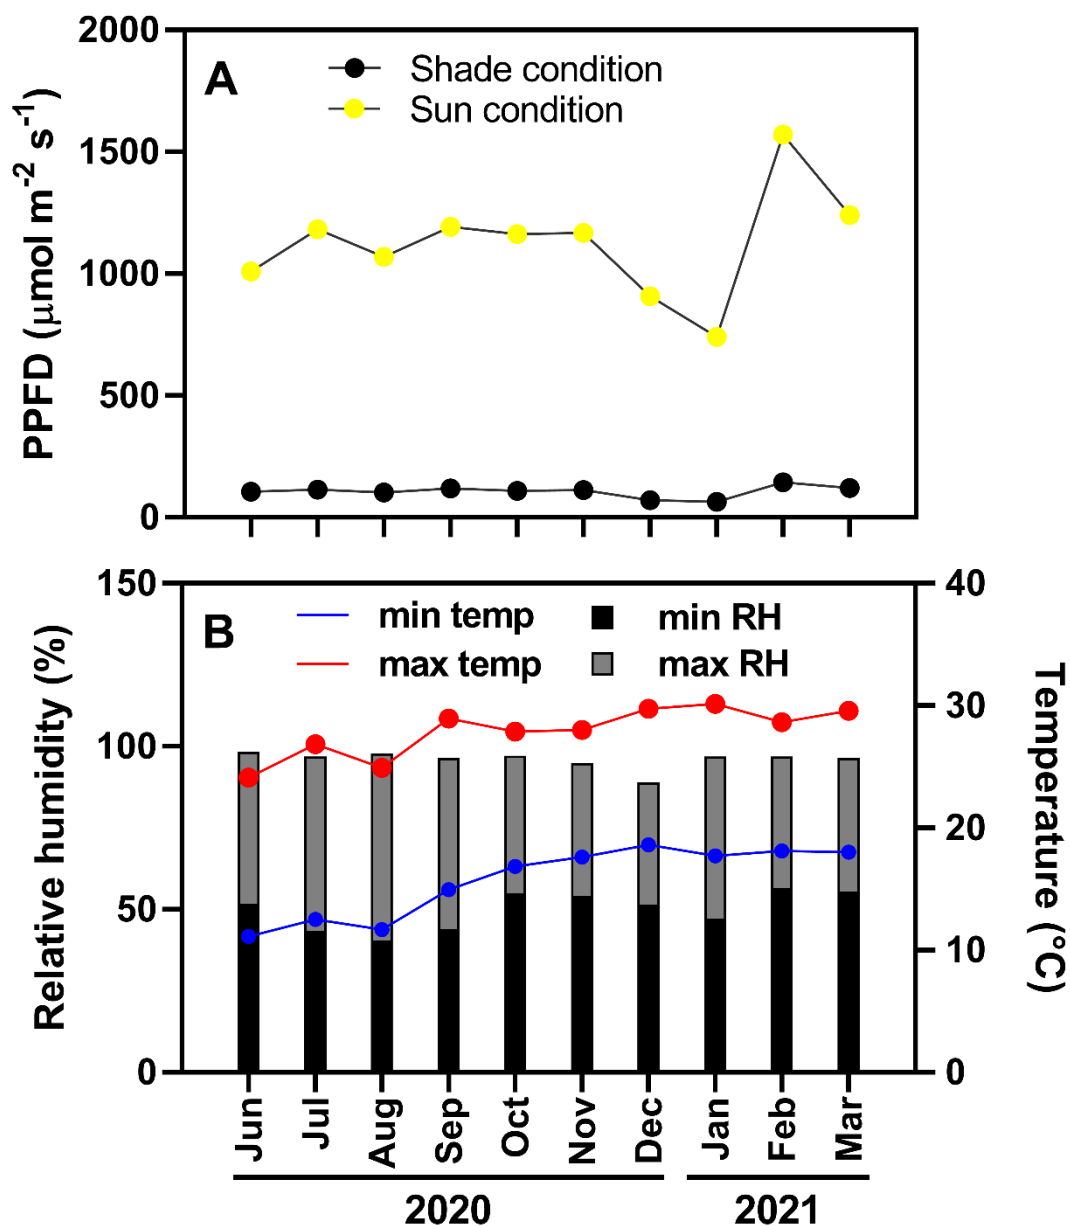 2000
1500
1000
500
0
PPFD (μmol m⁻² s⁻¹)
A
Shade condition
Sun condition
150
100
50
0
Relative humidity (%)
B
min temp
max temp
min RH
max RH
40
30
20
10
0
Temperature (°C)
Jun
Jul
Aug
Sep
Oct
Nov
Dec
Jan
Feb
Mar
2020
2021